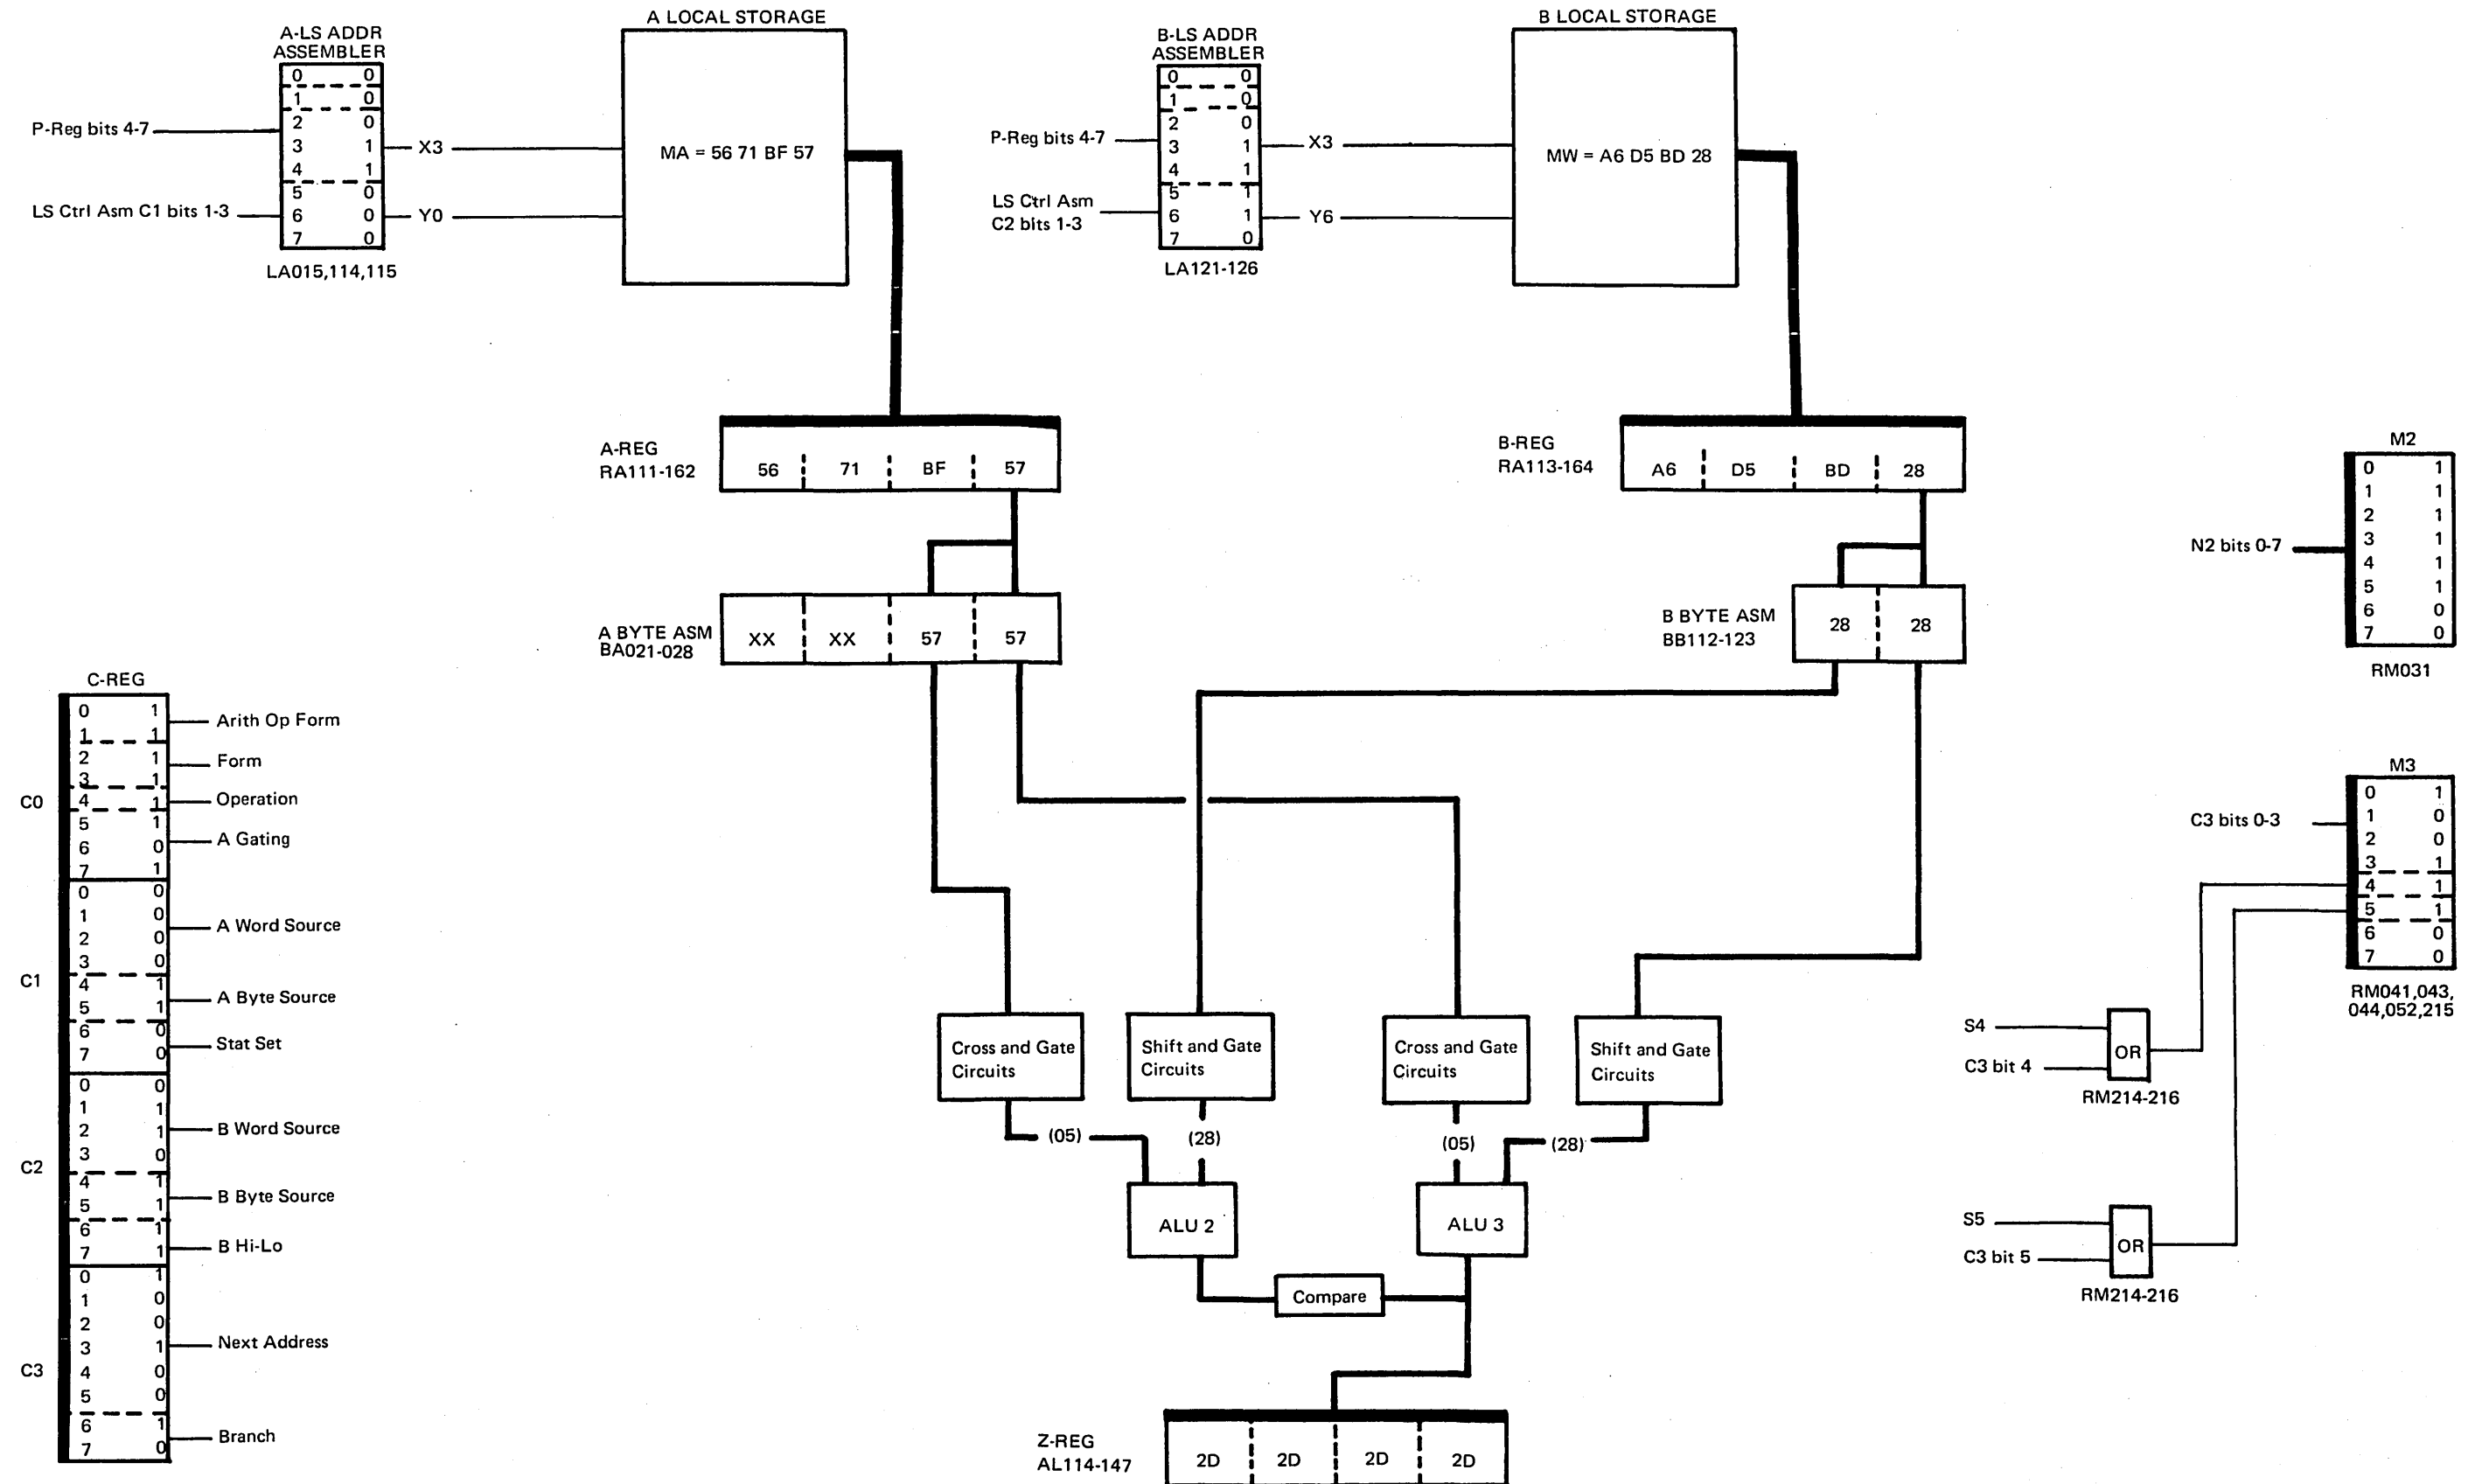 A LOCAL STORAGE
B LOCAL STORAGE
A-LS ADDR
ASSEMBLER
0 0
1 0
2 0
3 1
4 1
5 0
6 0
7 0
P-Reg bits 4-7
LS Ctrl Asm C1 bits 1-3
X3
Y0
LA015,114,115
MA = 56 71 BF 57
B-LS ADDR
ASSEMBLER
0 0
1 0
2 0
3 1
4 1
5 1
6 1
7 0
P-Reg bits 4-7
LS Ctrl Asm
C2 bits 1-3
X3
Y6
LA121-126
MW = A6 D5 BD 28
A-REG
RA111-162
56 71 BF 57
B-REG
RA113-164
A6 D5 BD 28
A BYTE ASM
BA021-028
XX XX 57 57
B BYTE ASM
BB112-123
28 28
M2
0 1
1 1
2 1
3 1
4 1
5 1
6 0
7 0
N2 bits 0-7
RM031
C-REG
C0
0 1
1 1
Arith Op Form
2 1
3 1
Form
4 1
Operation
5 1
6 0
7 1
A Gating
C1
0 0
1 0
2 0
3 0
A Word Source
4 1
5 1
A Byte Source
6 0
7 0
Stat Set
C2
0 0
1 1
2 1
3 0
B Word Source
4 1
5 1
B Byte Source
6 1
7 1
B Hi-Lo
C3
0 1
1 0
2 0
3 1
4 0
5 0
Next Address
6 1
7 0
Branch
M3
0 1
1 0
2 0
3 1
4 1
5 1
6 0
7 0
C3 bits 0-3
RM041,043,
044,052,215
S4
C3 bit 4
OR
RM214-216
S5
C3 bit 5
OR
RM214-216
Cross and Gate
Circuits
Shift and Gate
Circuits
Cross and Gate
Circuits
Shift and Gate
Circuits
(05)
(28)
(05)
(28)
ALU 2
ALU 3
Compare
Z-REG
AL114-147
2D 2D 2D 2D